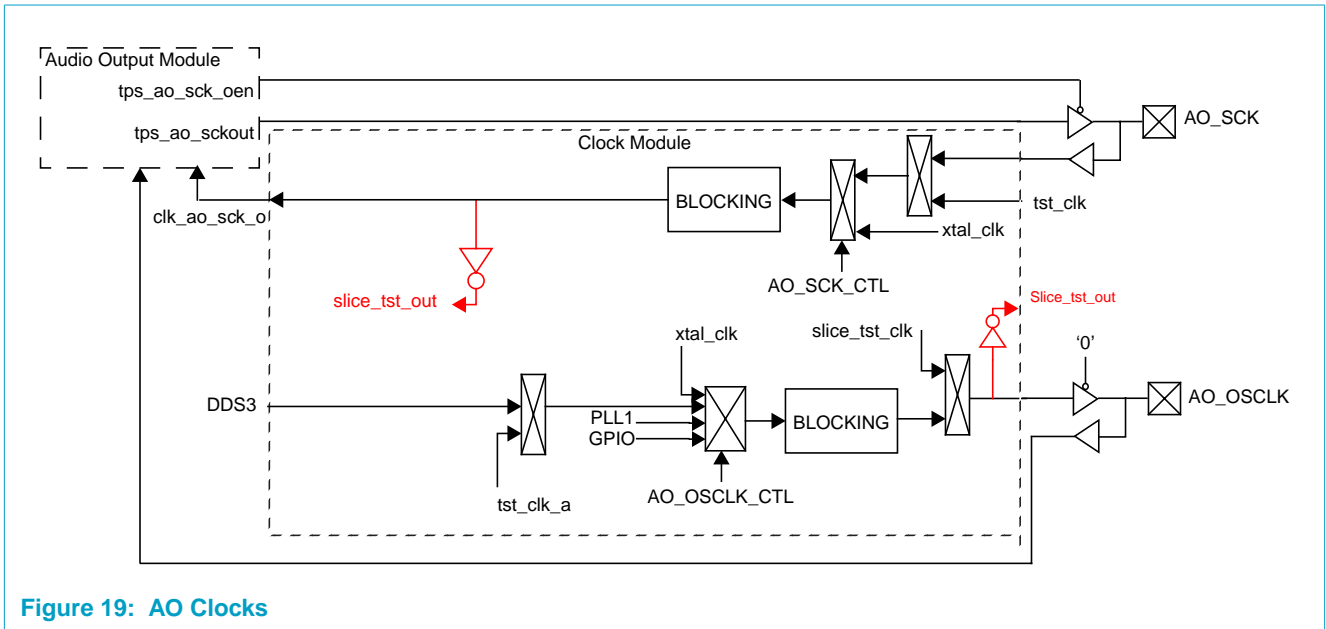 Audio Output Module
tps_ao_sck_oen
tps_ao_sckout
AO_SCK
Clock Module
BLOCKING
tst_clk
clk_ao_sck_o
xtal_clk
AO_SCK_CTL
slice_tst_out
Slice_tst_out
xtal_clk
slice_tst_clk
‘0’
DDS3
PLL1
GPIO
BLOCKING
AO_OSCLK
tst_clk_a
AO_OSCLK_CTL
Figure 19: AO Clocks